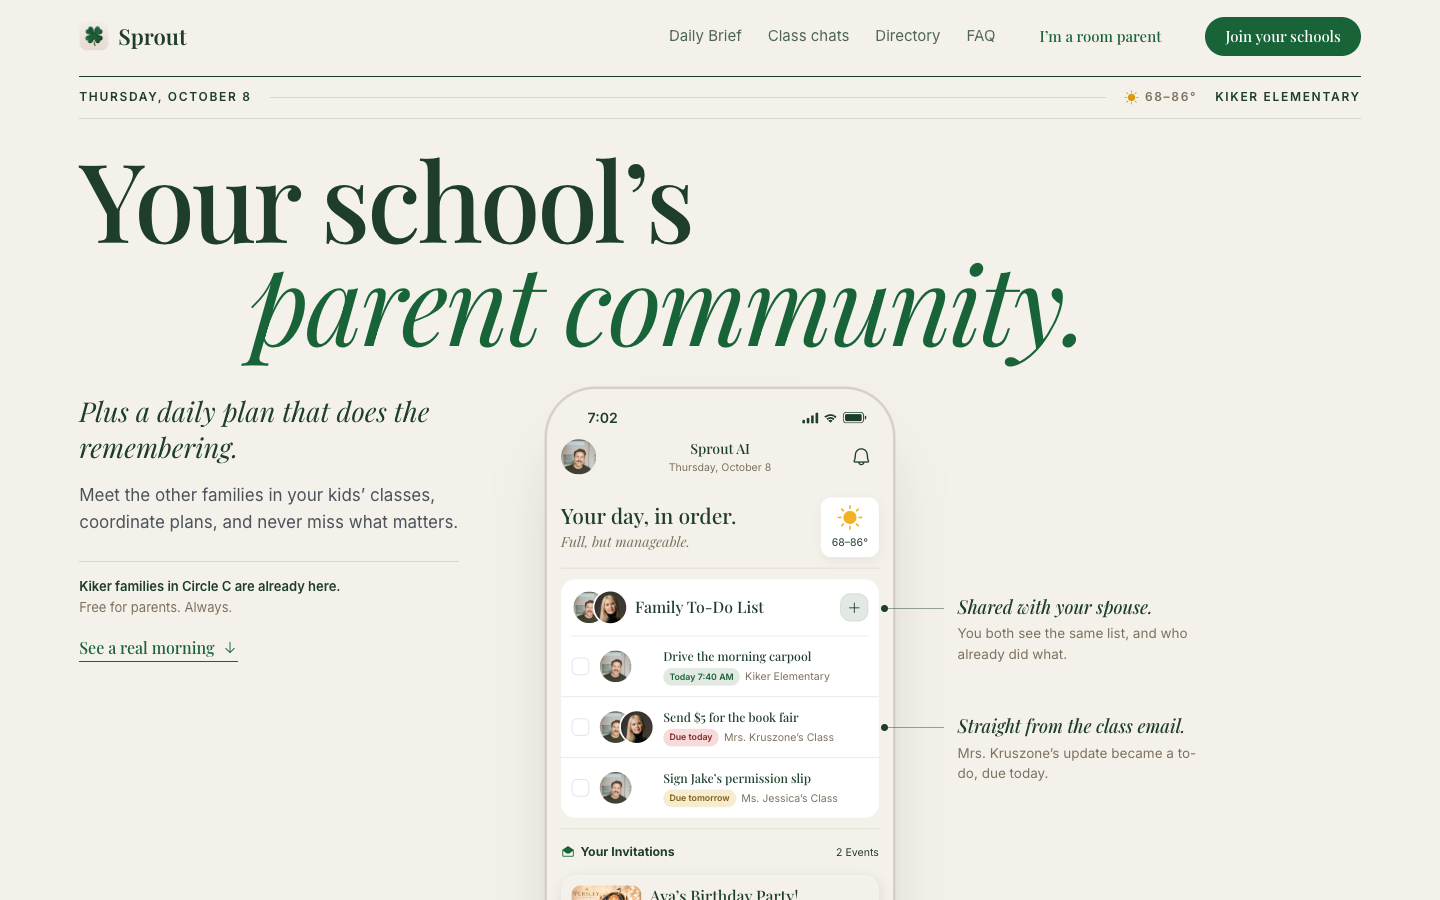 Sprout
Daily Brief
Class chats
Directory
FAQ
I'm a room parent
Join your schools
THURSDAY, OCTOBER 8
68–86°
KIKER ELEMENTARY
Your school's
parent community.
Plus a daily plan that does the
remembering.
Meet the other families in your kids' classes,
coordinate plans, and never miss what matters.
Kiker families in Circle C are already here.
Free for parents. Always.
See a real morning ↓
7:02
Sprout AI
Thursday, October 8
Your day, in order.
Full, but manageable.
68–86°
Family To-Do List
Drive the morning carpool
Today 7:40 AM Kiker Elementary
Send $5 for the book fair
Due today Mrs. Kruszone's Class
Sign Jake's permission slip
Due tomorrow Ms. Jessica's Class
Your Invitations
2 Events
Ava's Birthday Party!
Shared with your spouse.
You both see the same list, and who
already did what.
Straight from the class email.
Mrs. Kruszone's update became a to-
do, due today.